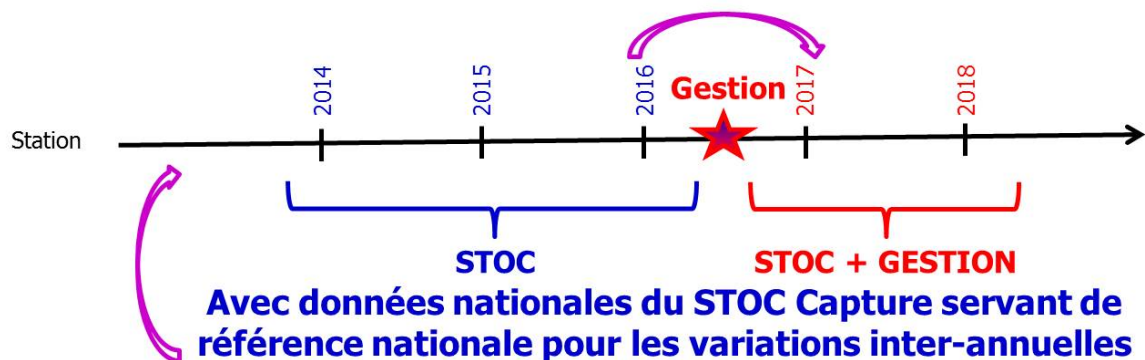 2014
2015
2016
Gestion
2017
2018
Station
STOC
STOC + GESTION
Avec données nationales du STOC Capture servant de
référence nationale pour les variations inter-annuelles